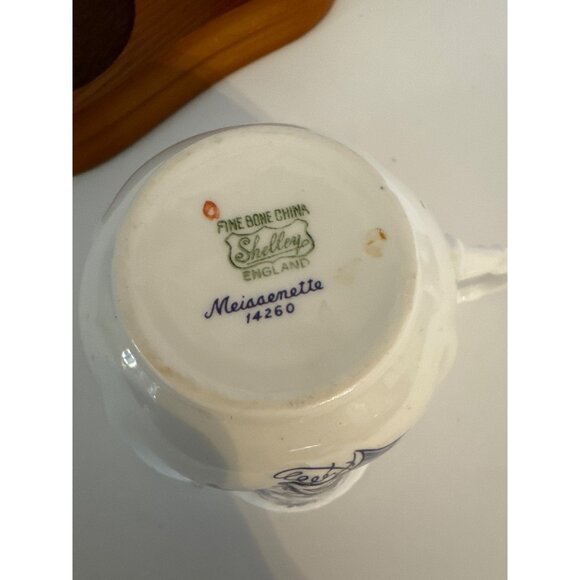 FINE BONE CHINA
Shelley
ENGLAND
Meissenette
14260